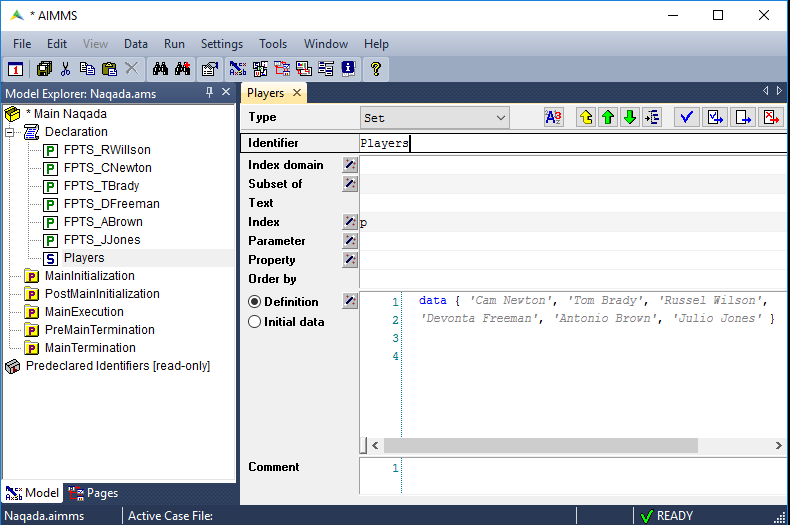 * AIMMS
File Edit View Data Run Settings Tools Window Help
Model Explorer: Naqada.ams
* Main Naqada
Declaration
P FPTS_RWillson
P FPTS_CNewton
P FPTS_TBrady
P FPTS_DFreeman
P FPTS_ABrown
P FPTS_JJones
S Players
P MainInitialization
P PostMainInitialization
P MainExecution
P PreMainTermination
P MainTermination
Predeclared Identifiers [read-only]
Model Pages
Players
Type Set
Identifier Players
Index domain
Subset of
Text
Index p
Parameter
Property
Order by
Definition
Initial data
1 data { 'Cam Newton', 'Tom Brady', 'Russel Wilson',
2 'Devonta Freeman', 'Antonio Brown', 'Julio Jones' }
3
4
Comment 1
Naqada.aimms Active Case File: READY